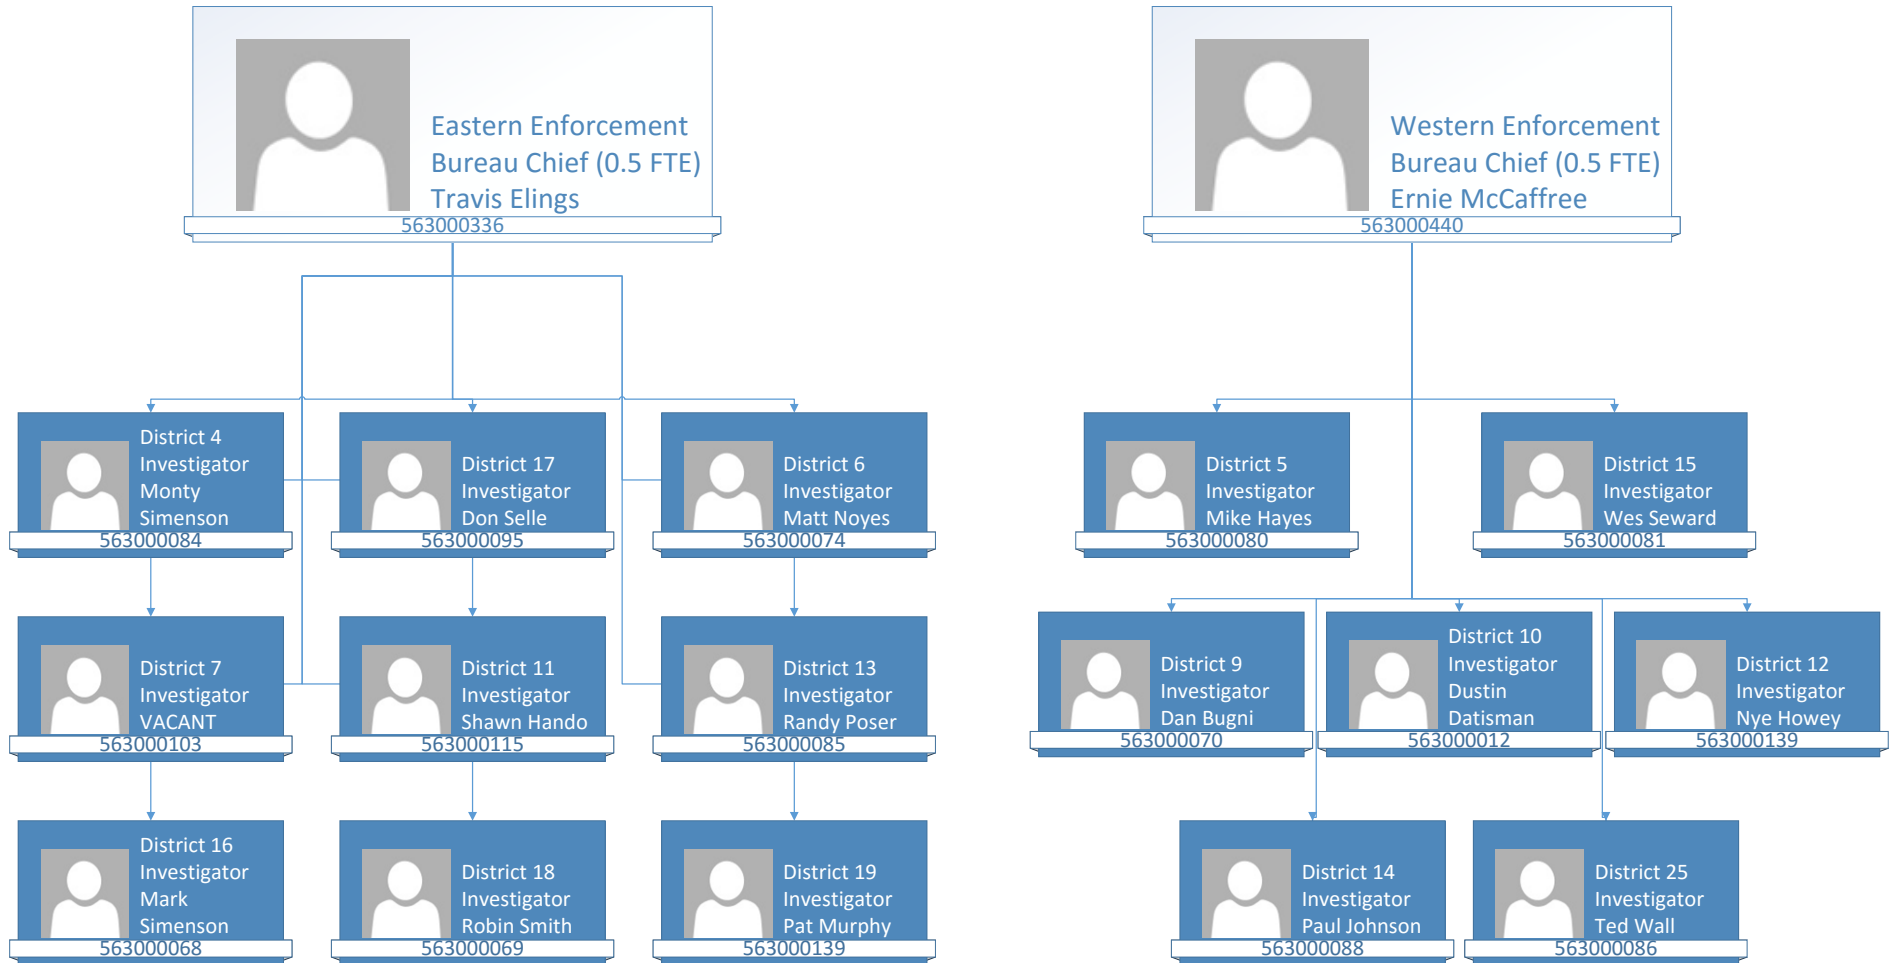 Eastern Enforcement
Bureau Chief (0.5 FTE)
Travis Elings
563000336
Western Enforcement
Bureau Chief (0.5 FTE)
Ernie McCaffree
563000440
District 4
Investigator
Monty
Simenson
563000084
District 17
Investigator
Don Selle
563000095
District 6
Investigator
Matt Noyes
563000074
District 5
Investigator
Mike Hayes
563000080
District 15
Investigator
Wes Seward
563000081
District 7
Investigator
VACANT
563000103
District 11
Investigator
Shawn Hando
563000115
District 13
Investigator
Randy Poser
563000085
District 9
Investigator
Dan Bugni
563000070
District 10
Investigator
Dustin
Datisman
563000012
District 12
Investigator
Nye Howey
563000139
District 16
Investigator
Mark
Simenson
563000068
District 18
Investigator
Robin Smith
563000069
District 19
Investigator
Pat Murphy
563000139
District 14
Investigator
Paul Johnson
563000088
District 25
Investigator
Ted Wall
563000086